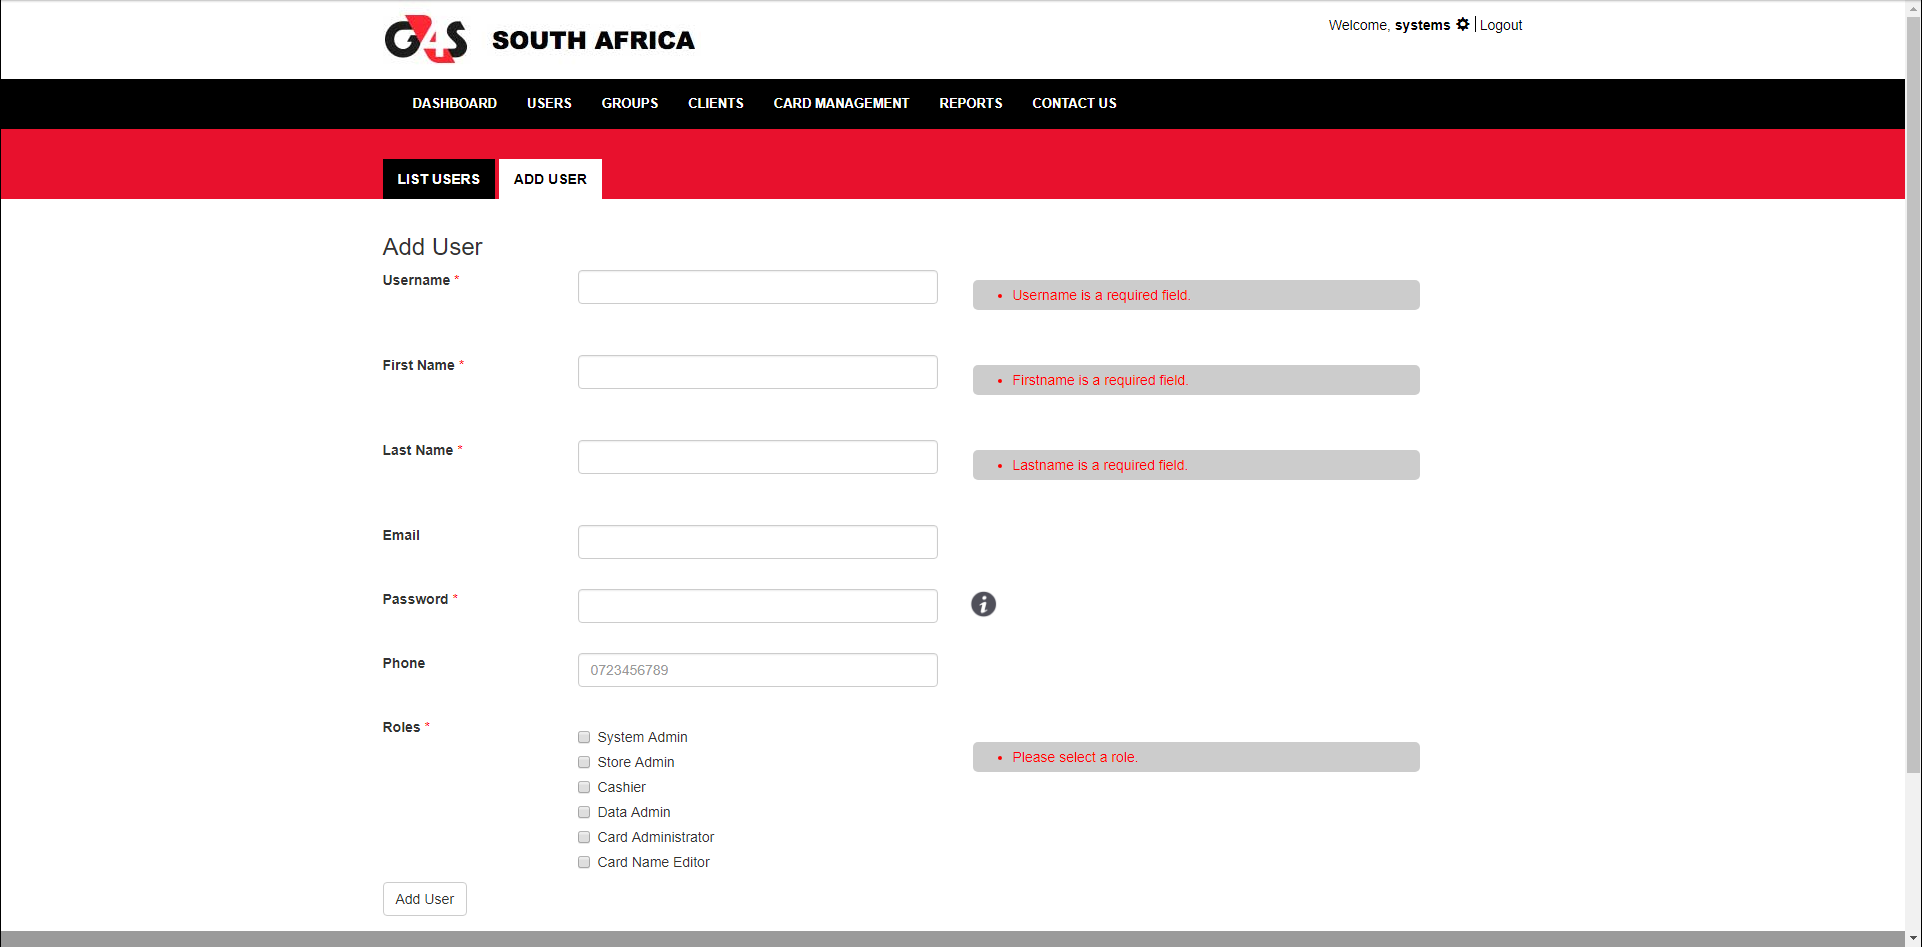 G4S SOUTH AFRICA
Welcome, systems | Logout
DASHBOARD USERS GROUPS CLIENTS CARD MANAGEMENT REPORTS CONTACT US
LIST USERS ADD USER
Add User
Username *
• Username is a required field.
First Name *
• Firstname is a required field.
Last Name *
• Lastname is a required field.
Email
Password *
i
Phone
0723456789
Roles *
System Admin
• Please select a role.
Store Admin
Cashier
Data Admin
Card Administrator
Card Name Editor
Add User